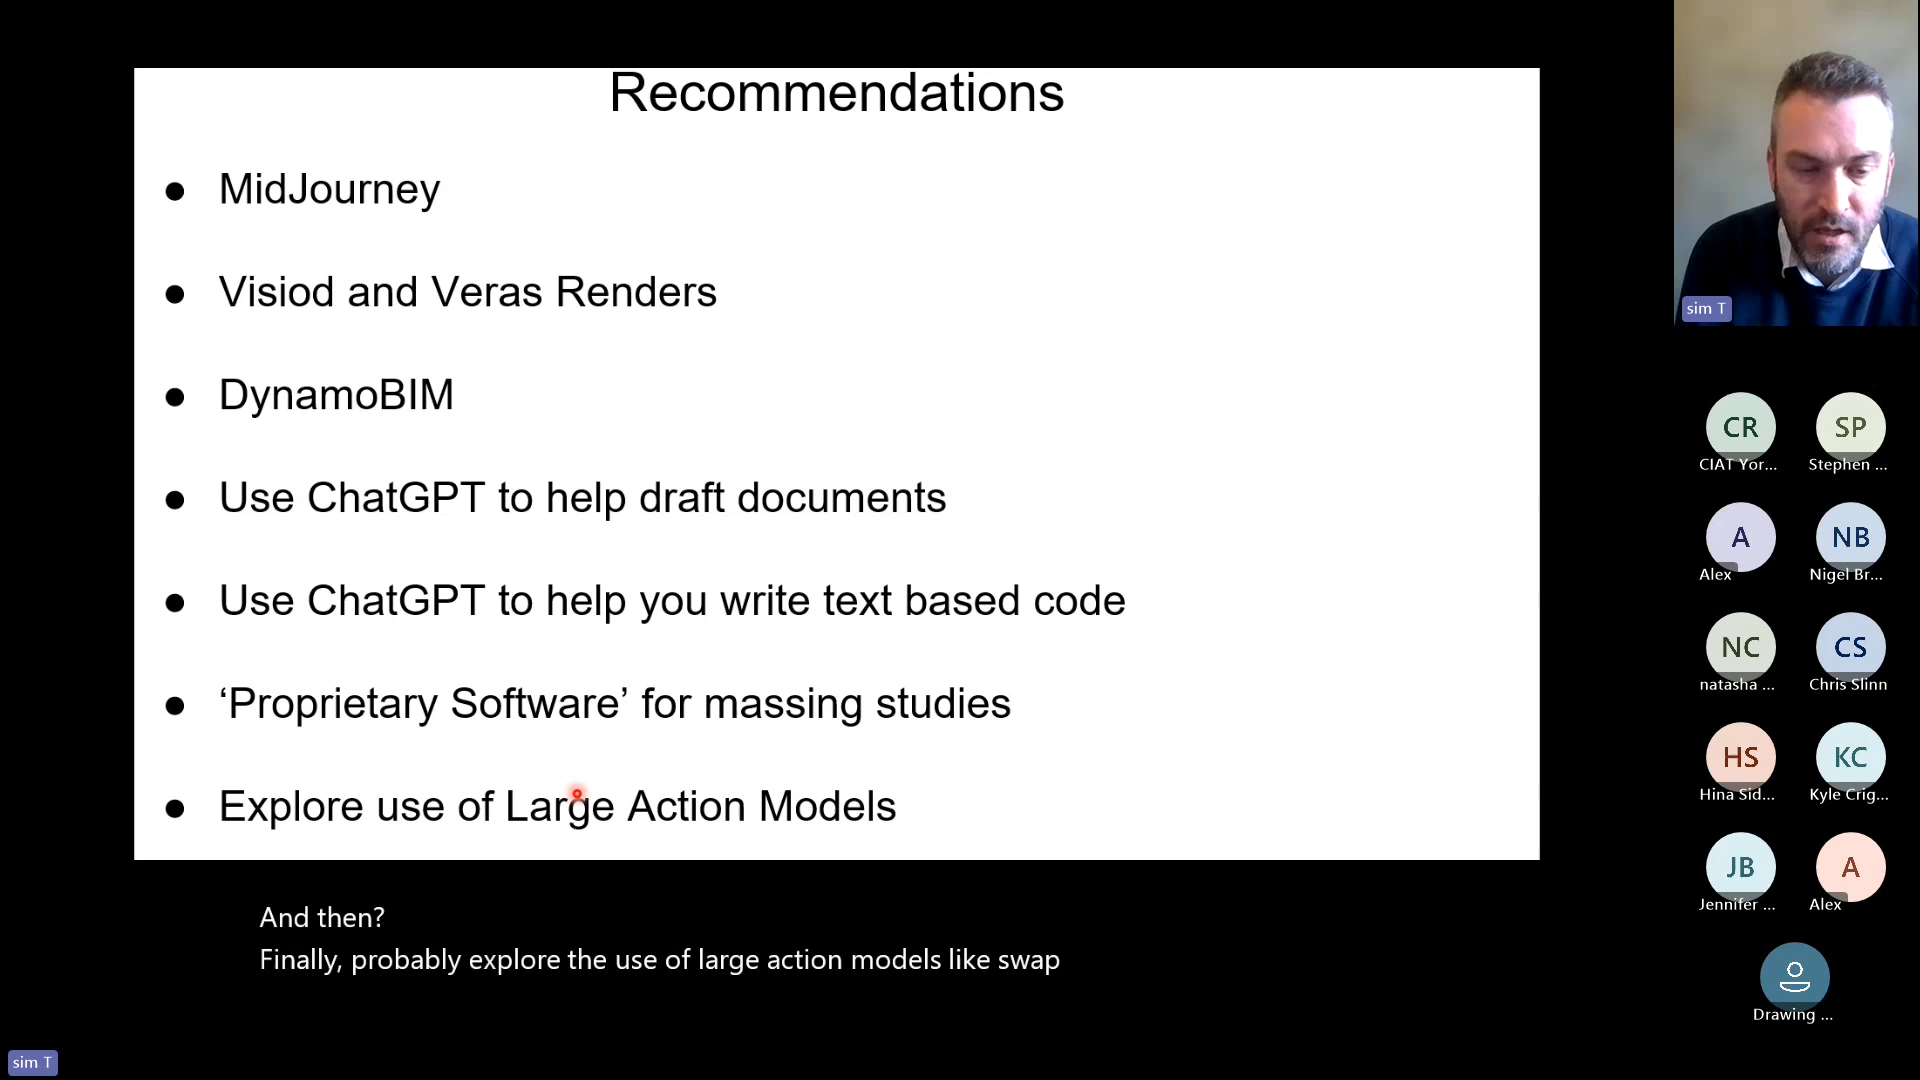 Recommendations
● MidJourney
● Visiod and Veras Renders
● DynamoBIM
● Use ChatGPT to help draft documents
● Use ChatGPT to help you write text based code
● ‘Proprietary Software’ for massing studies
● Explore use of Large Action Models
And then?
Finally, probably explore the use of large action models like swap
sim T
sim T
CR
SP
CIAT Yor...
Stephen ...
A
NB
Alex
Nigel Br...
NC
CS
natasha ...
Chris Slinn
HS
KC
Hina Sid...
Kyle Crig...
JB
A
Jennifer ...
Alex
Drawing ...